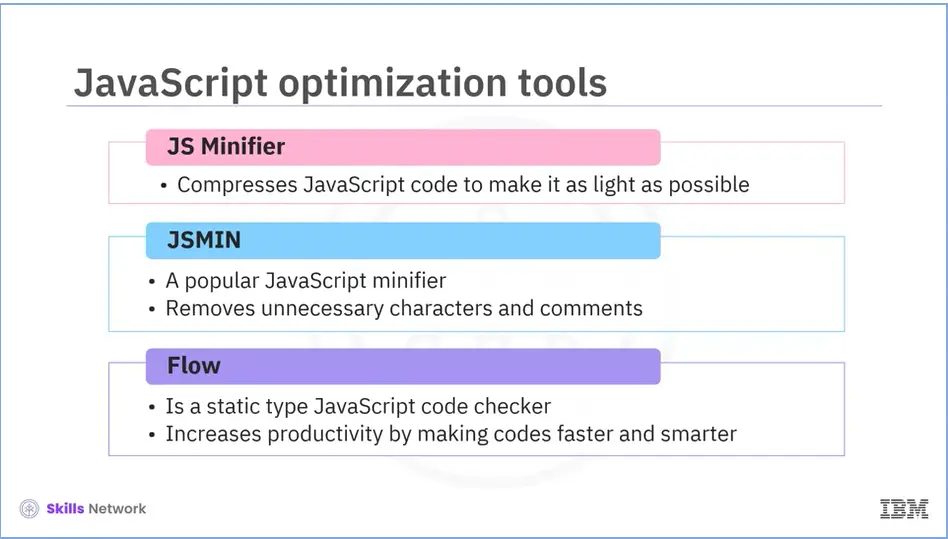 JavaScript optimization tools
JS Minifier
• Compresses JavaScript code to make it as light as possible
JSMIN
• A popular JavaScript minifier
• Removes unnecessary characters and comments
Flow
• Is a static type JavaScript code checker
• Increases productivity by making codes faster and smarter
Skills Network
IBM